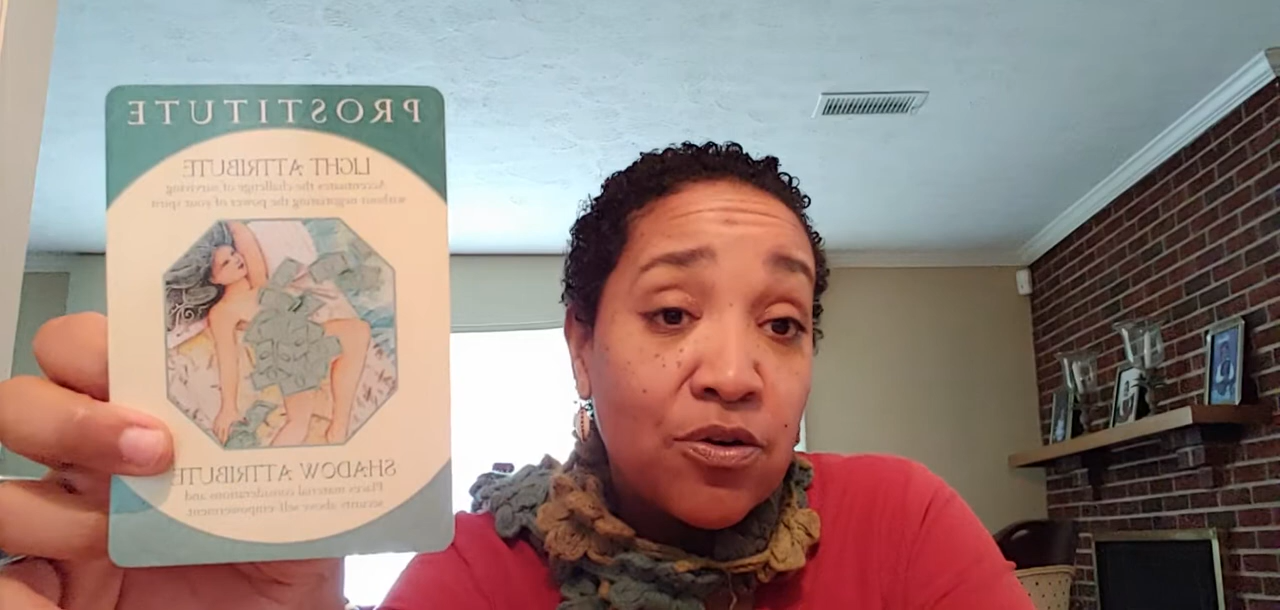 PROSTITUTE
LIGHT ATTRIBUTE
Accentuates the challenge of surviving
without negotiating the power of your spirit
SHADOW ATTRIBUTE
Places material considerations and
security above self-empowerment.